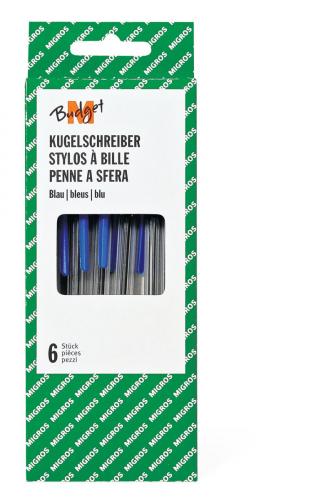 MIGROS
M Budget
KUGELSCHREIBER
STYLOS À BILLE
PENNE A SFERA
Blau | bleus | blu
6 Stück
pièces
pezzi